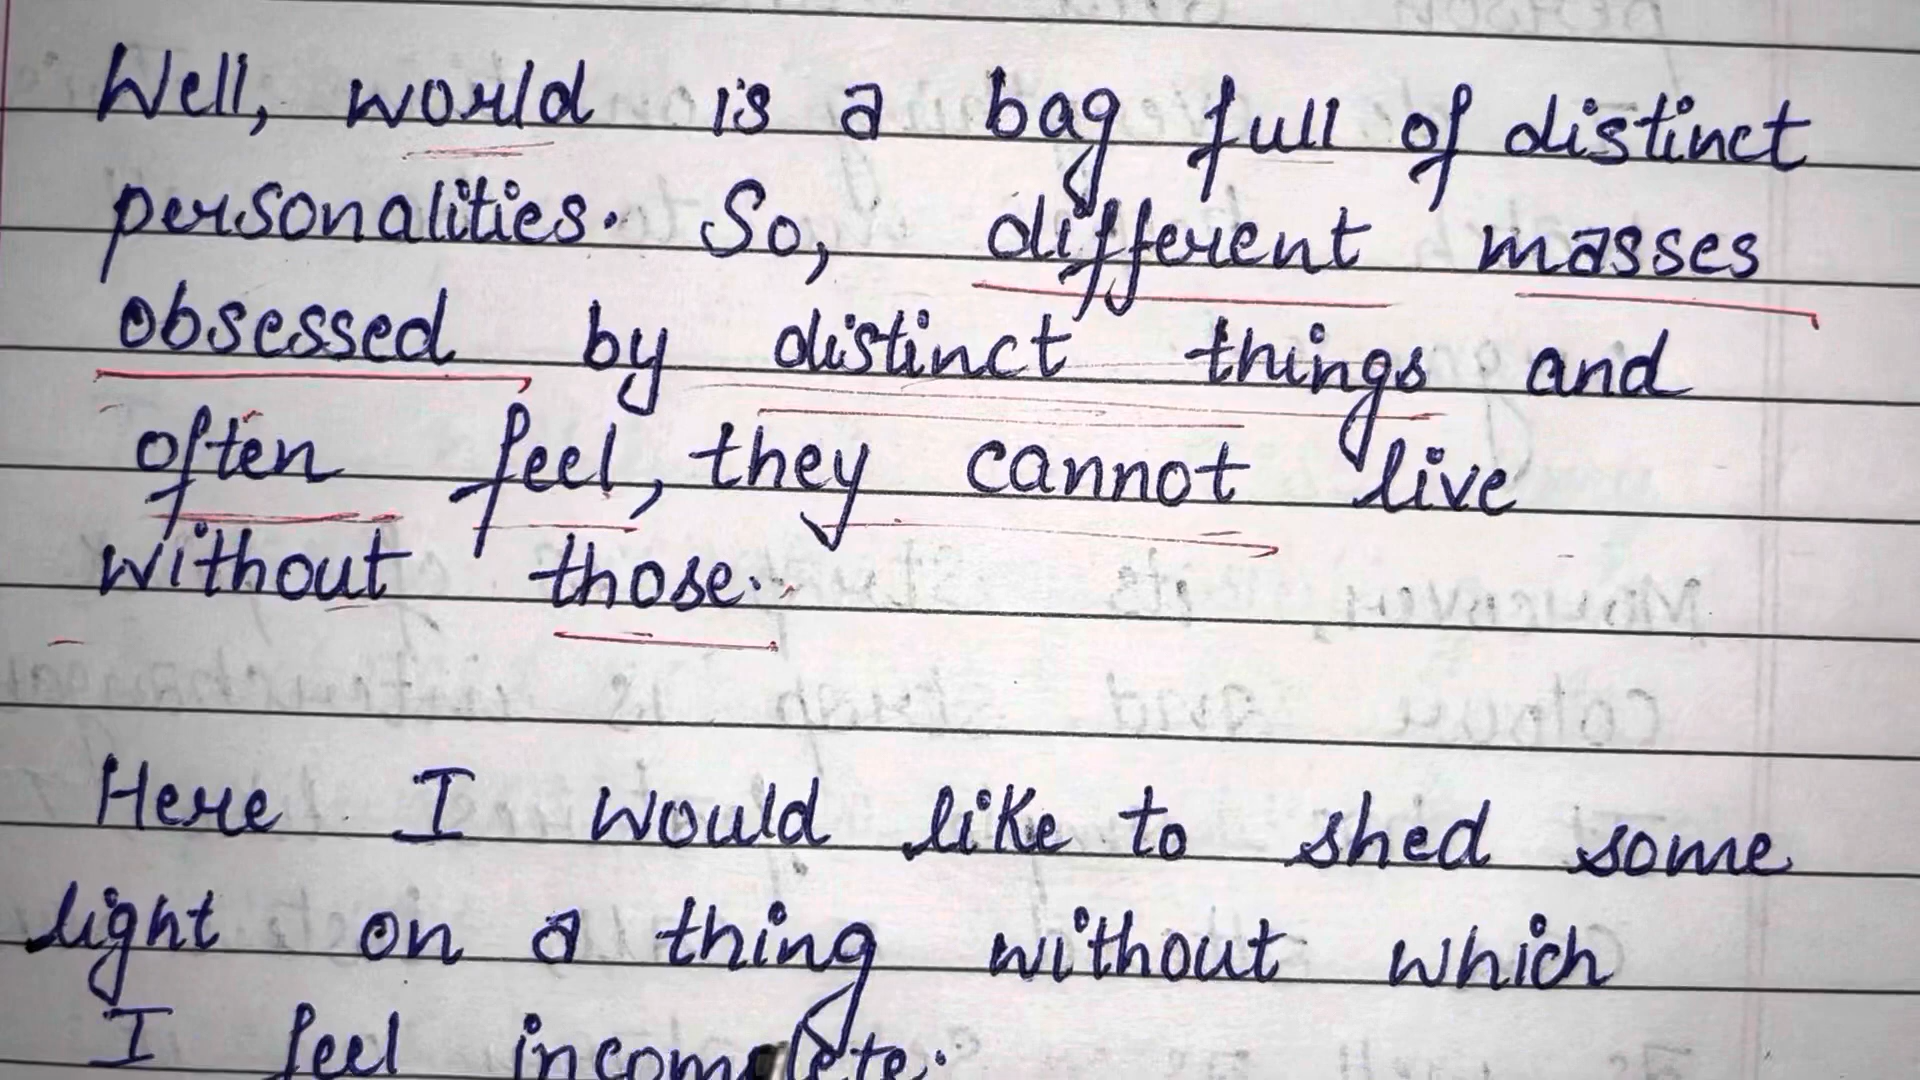 Well, world is a bag full of distinct
personalities. So, different masses
obsessed by distinct things and
often feel, they cannot live
without those.
Here I would like to shed some
light on a thing without which
I feel incomplete.